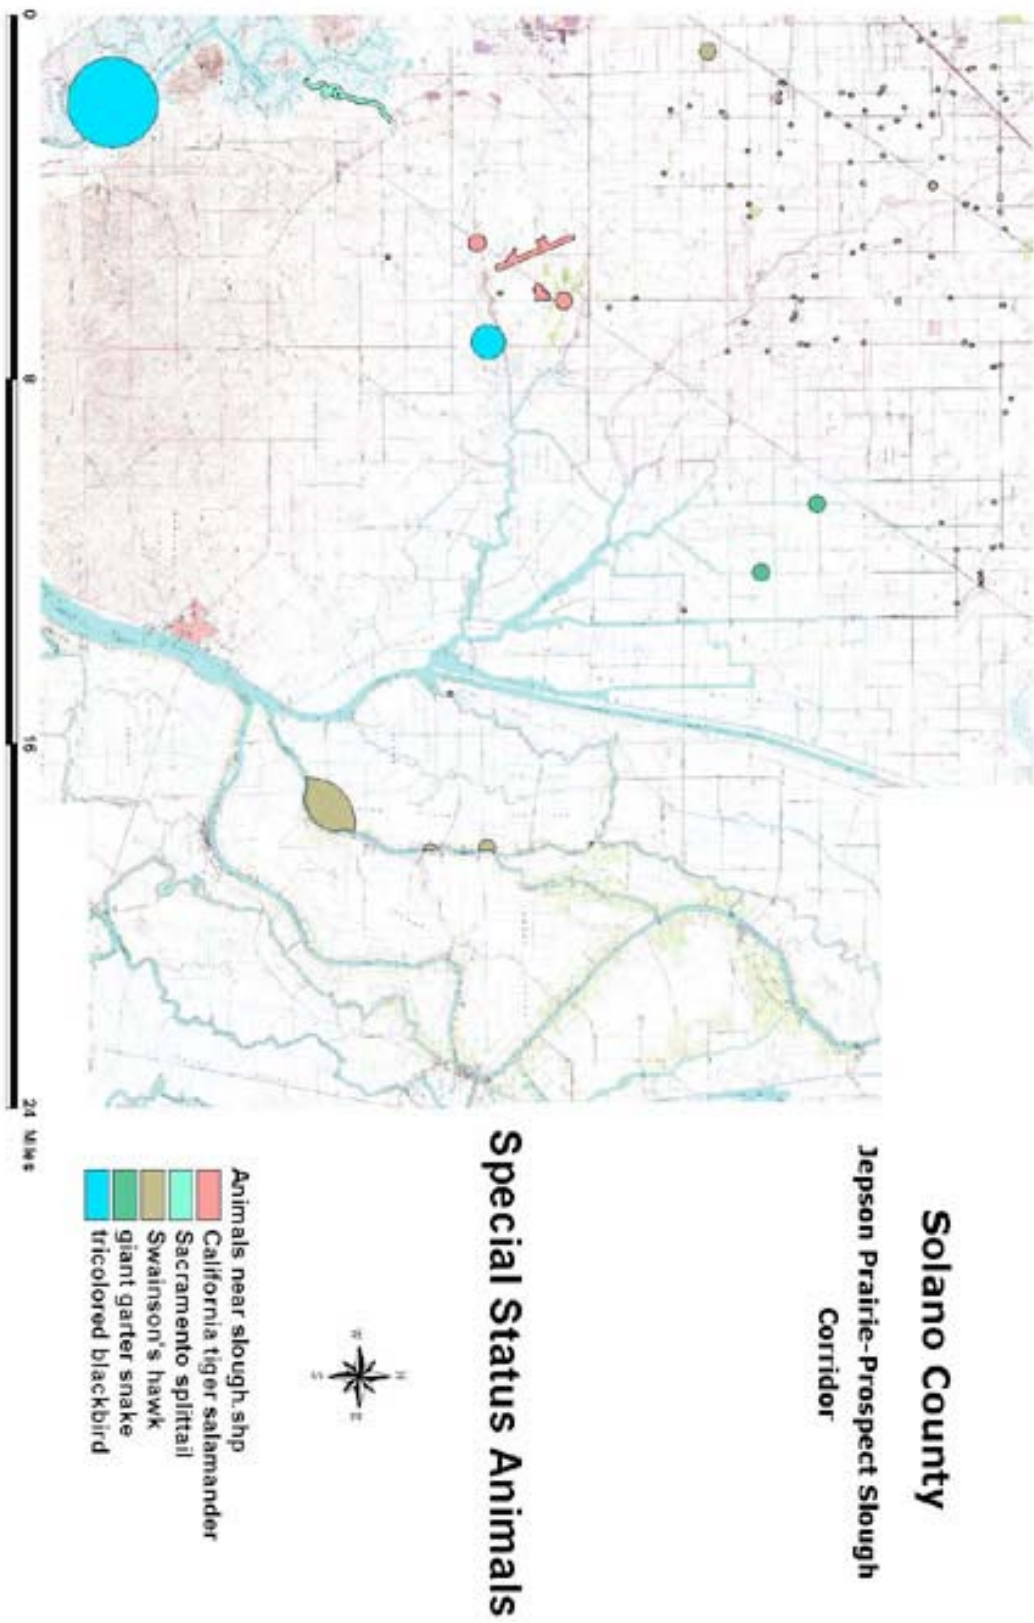 Solano County
Jepson Prairie-Prospect Slough
Corridor
Special Status Animals
N
W
E
S
Animals near slough.shp
California tiger salamander
Sacramento splittail
Swainson's hawk
giant garter snake
tricolored blackbird
0
8
16
24 Miles